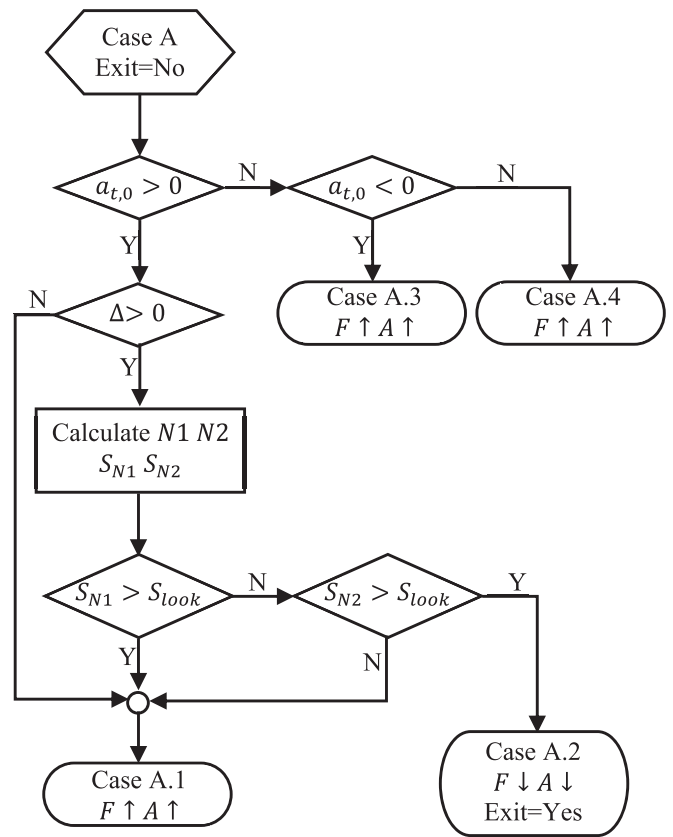 Case A
Exit=No
a_{t,0} > 0
N
a_{t,0} < 0
N
Y
Y
N
Δ> 0
Case A.3
F ↑ A ↑
Case A.4
F ↑ A ↑
Y
Calculate N1 N2
S_{N1} S_{N2}
S_{N1} > S_{look}
N
S_{N2} > S_{look}
Y
Y
N
Case A.1
F ↑ A ↑
Case A.2
F ↓ A ↓
Exit=Yes